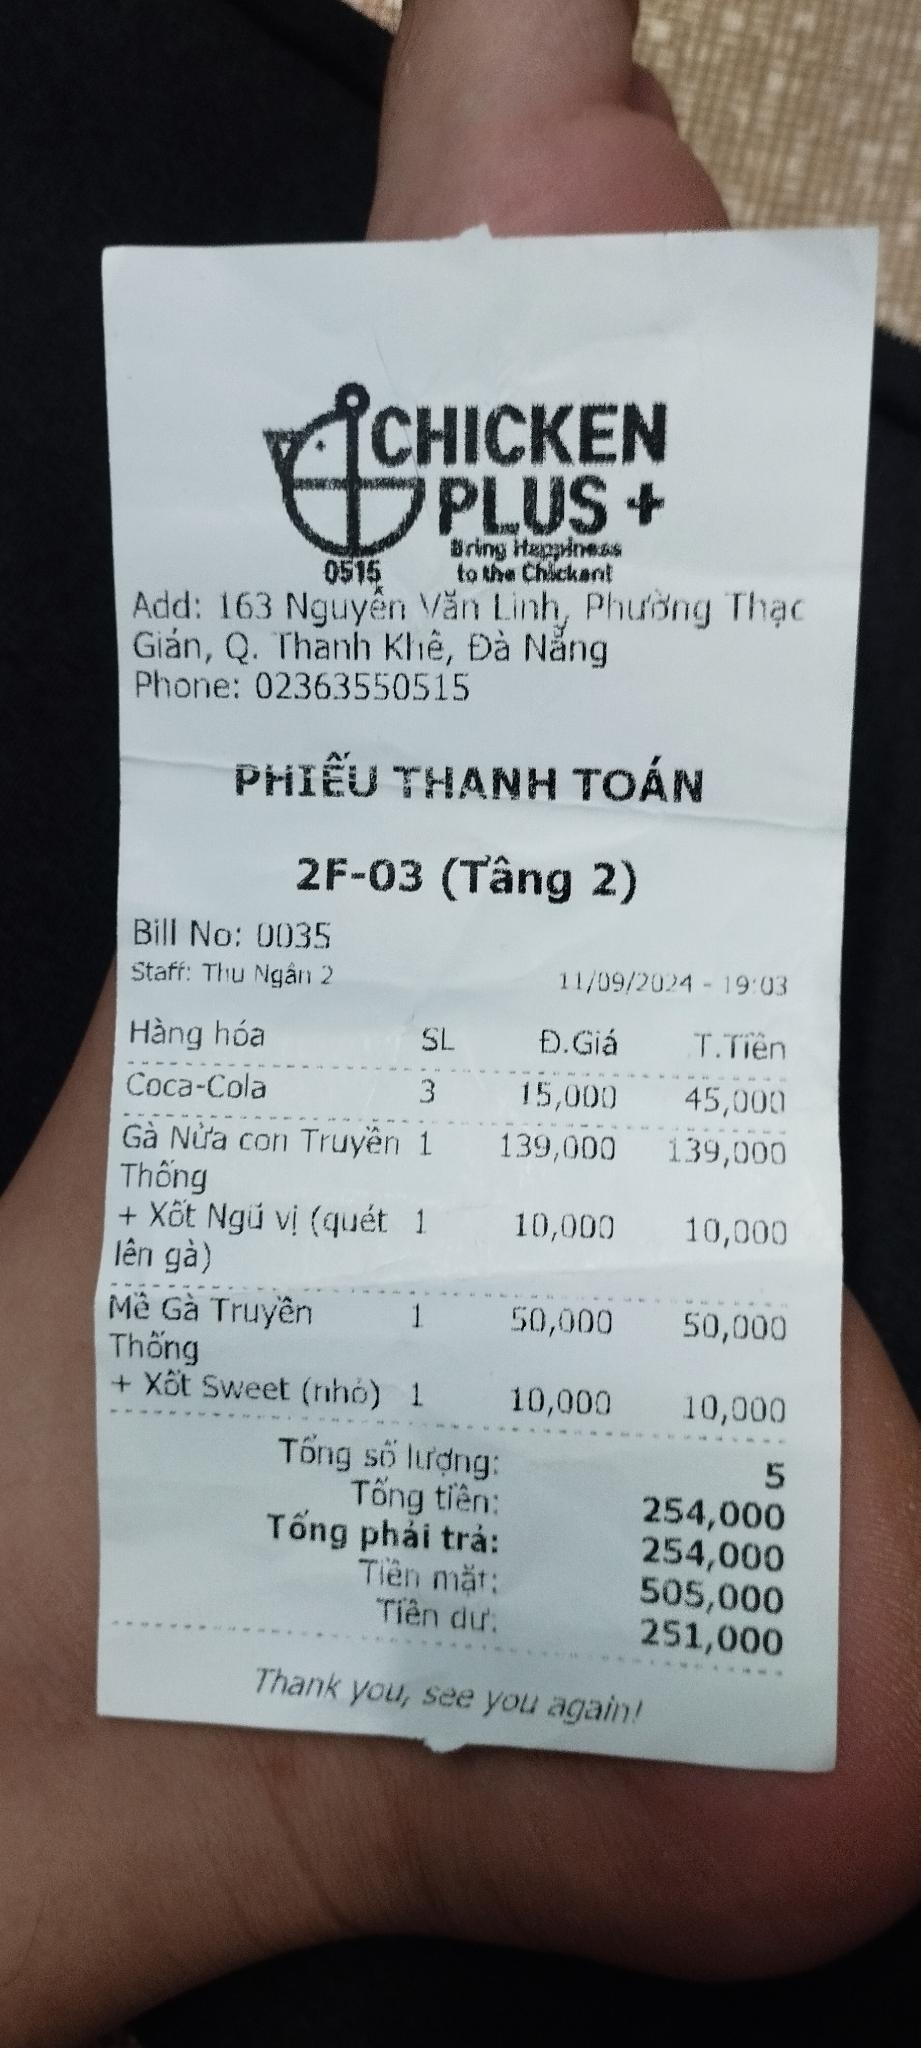 CHICKEN
PLUS +
Bring Happiness
to the Chicken!
0515
Add: 163 Nguyễn Văn Linh, Phường Thạc
Gián, Q. Thanh Khê, Đà Nẵng
Phone: 02363550515
PHIẾU THANH TOÁN
2F-03 (Tầng 2)
Bill No: 0035
Staff: Thu Ngân 2 11/09/2024 - 19:03
Hàng hóa SL Đ.Giá T.Tiền
Coca-Cola 3 15,000 45,000
Gà Nửa con Truyền 1 139,000 139,000
Thống
+ Xốt Ngũ vị (quét 1 10,000 10,000
lên gà)
Mề Gà Truyền 1 50,000 50,000
Thống
+ Xốt Sweet (nhỏ) 1 10,000 10,000
Tổng số lượng: 5
Tổng tiền: 254,000
Tổng phải trả: 254,000
Tiền mặt: 505,000
Tiền dư: 251,000
Thank you, see you again!